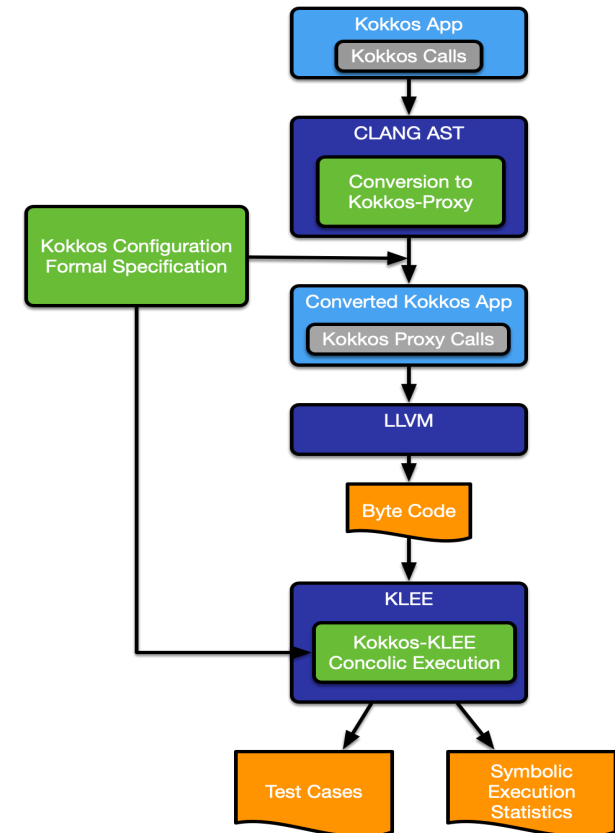 Kokkos App
Kokkos Calls
CLANG AST
Conversion to
Kokkos-Proxy
Kokkos Configuration
Formal Specification
Converted Kokkos App
Kokkos Proxy Calls
LLVM
Byte Code
KLEE
Kokkos-KLEE
Concolic Execution
Test Cases
Symbolic
Execution
Statistics